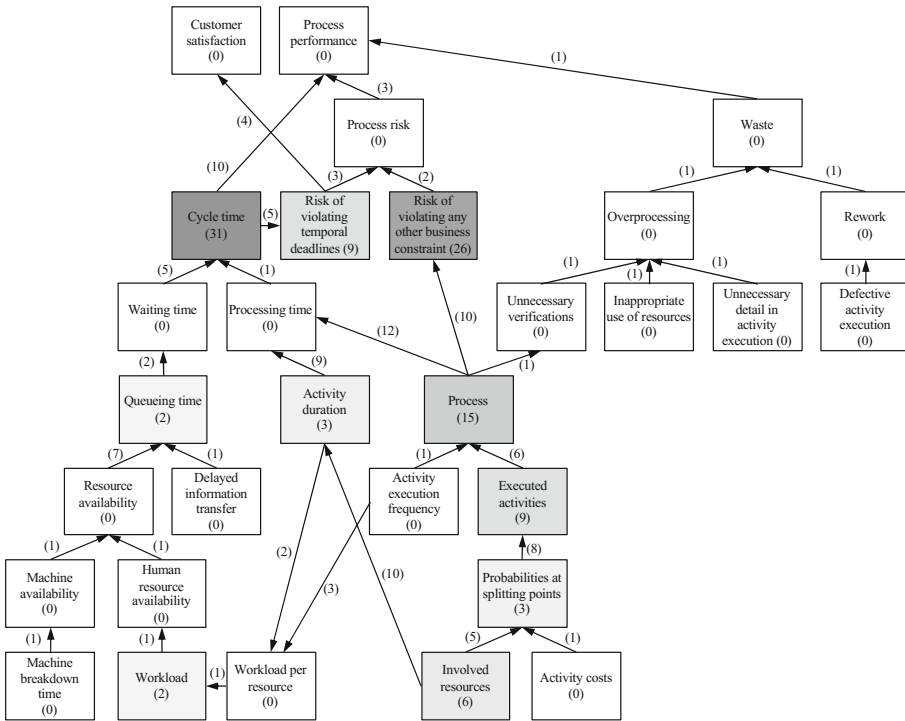 Customer
satisfaction
(0)
Process
performance
(0)
(1)
(3)
(4)
Process risk
(0)
Waste
(0)
(10)
(3)
(2)
(1)
(1)
Cycle time
(31)
(5)
Risk of
violating
temporal
deadlines (9)
Risk of
violating any
other business
constraint (26)
Overprocessing
(0)
Rework
(0)
(5)
(1)
(1)
(1)
(1)
(1)
Waiting time
(0)
Processing time
(0)
(12)
(10)
Unnecessary
verifications
(0)
Inappropriate
use of resources
(0)
Unnecessary
detail in
activity
execution (0)
Defective
activity
execution
(0)
(2)
(9)
(1)
Queueing time
(2)
Activity
duration
(3)
Process
(15)
(7)
(1)
(1)
(6)
Resource
availability
(0)
Delayed
information
transfer
(0)
Activity
execution
frequency
(0)
Executed
activities
(9)
(1)
(1)
(2)
(3)
(10)
(8)
Machine
availability
(0)
Human
resource
availability
(0)
Probabilities at
splitting points
(3)
(1)
(1)
(5)
(1)
Machine
breakdown
time
(0)
Workload
(2)
(1)
Workload per
resource
(0)
Involved
resources
(6)
Activity costs
(0)